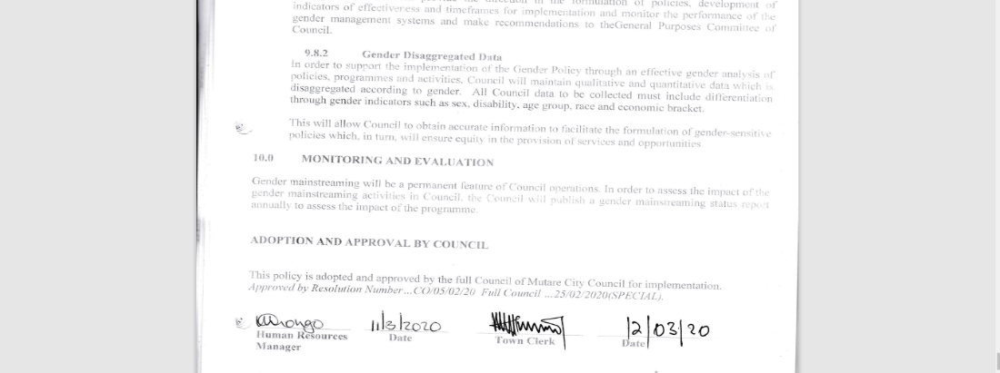 formulation of policies, development of
indicators of effectiveness and timeframes for implementation and monitor the performance of the
gender management systems and make recommendations to theGeneral Purposes Committee of
Council.
9.8.2 Gender Disaggregated Data
In order to support the implementation of the Gender Policy through an effective gender analysis of
policies, programmes and activities, Council will maintain qualitative and quantitative data which is
disaggregated according to gender. All Council data to be collected must include differentiation
through gender indicators such as sex, disability, age group, race and economic bracket.
This will allow Council to obtain accurate information to facilitate the formulation of gender-sensitive
policies which, in turn, will ensure equity in the provision of services and opportunities
10.0 MONITORING AND EVALUATION
Gender mainstreaming will be a permanent feature of Council operations. In order to assess the impact of the
gender mainstreaming activities in Council, the Council will publish a gender mainstreaming status report
annually to assess the impact of the programme.
ADOPTION AND APPROVAL BY COUNCIL
This policy is adopted and approved by the full Council of Mutare City Council for implementation.
Approved by Resolution Number...CO/05/02/20 Full Council ...25/02/2020(SPECIAL).
11/3/2020 12/03/20
Human Resources Date Town Clerk Date
Manager